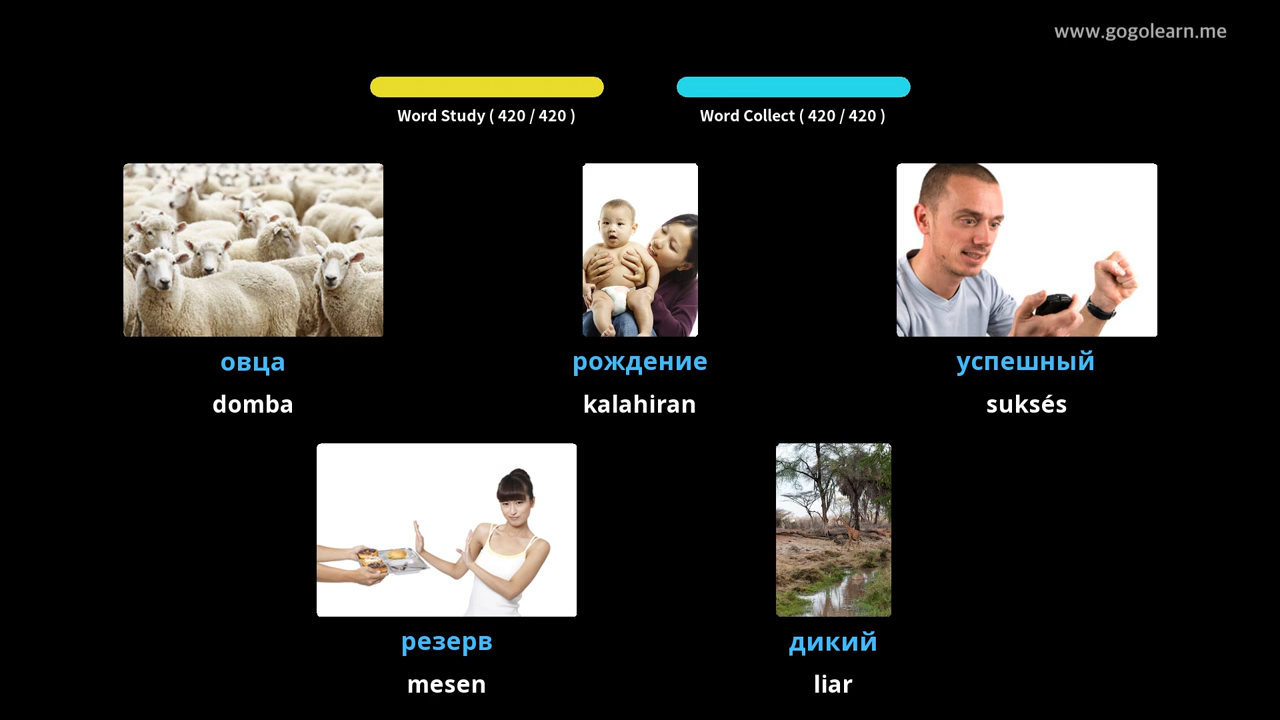 www.gogolearn.me
Word Study ( 420 / 420 )
Word Collect ( 420 / 420 )
овца
domba
рождение
kalahiran
успешный
suksés
резерв
mesen
дикий
liar